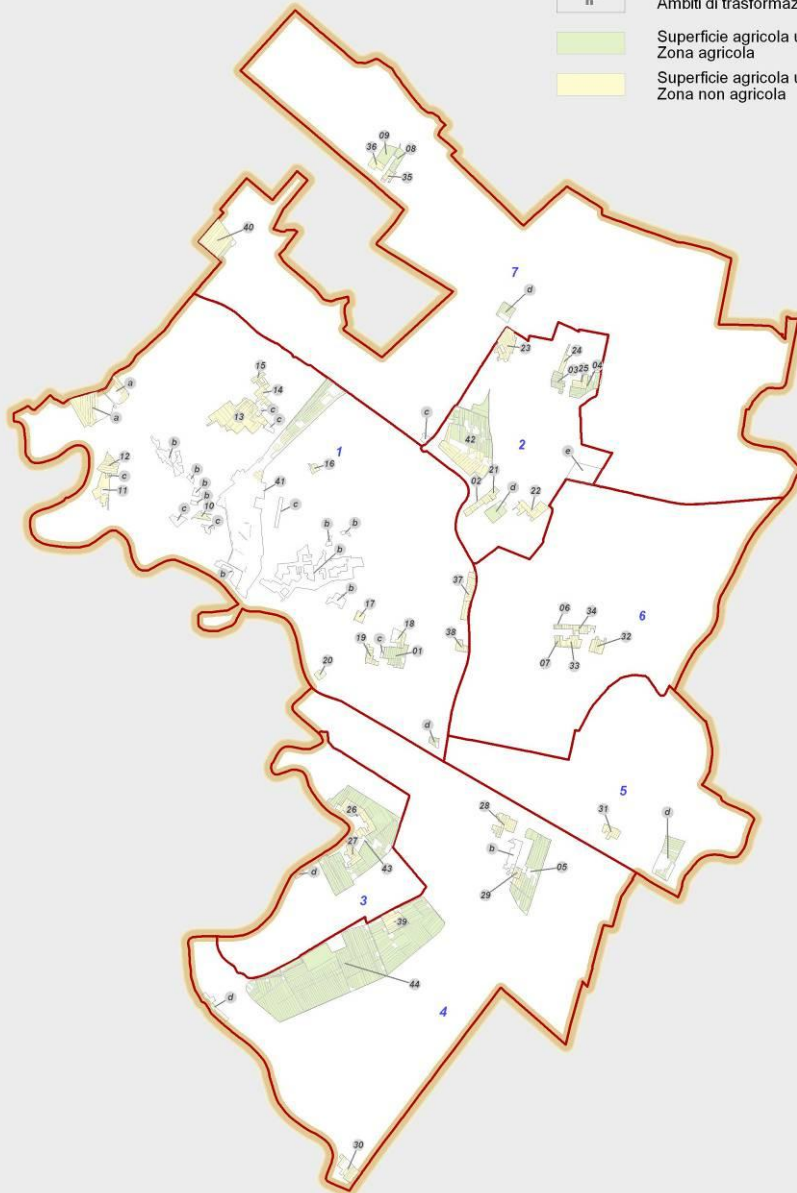 n
Ambiti di trasformaz
Superficie agricola u
Zona agricola
Superficie agricola u
Zona non agricola
09
36
08
35
40
7
d
23
24
03 25 04
15
14
a
c
a
13
c
c
42
2
b
1
12
16
e
c
b
41
21
11
b
02
d
22
b
10
c
c
c
b
b
b
b
37
b
17
06
34
6
18
38
c
32
19
01
07
33
20
d
5
26
28
31
d
b
43
05
27
d
29
3
39
44
d
4
30